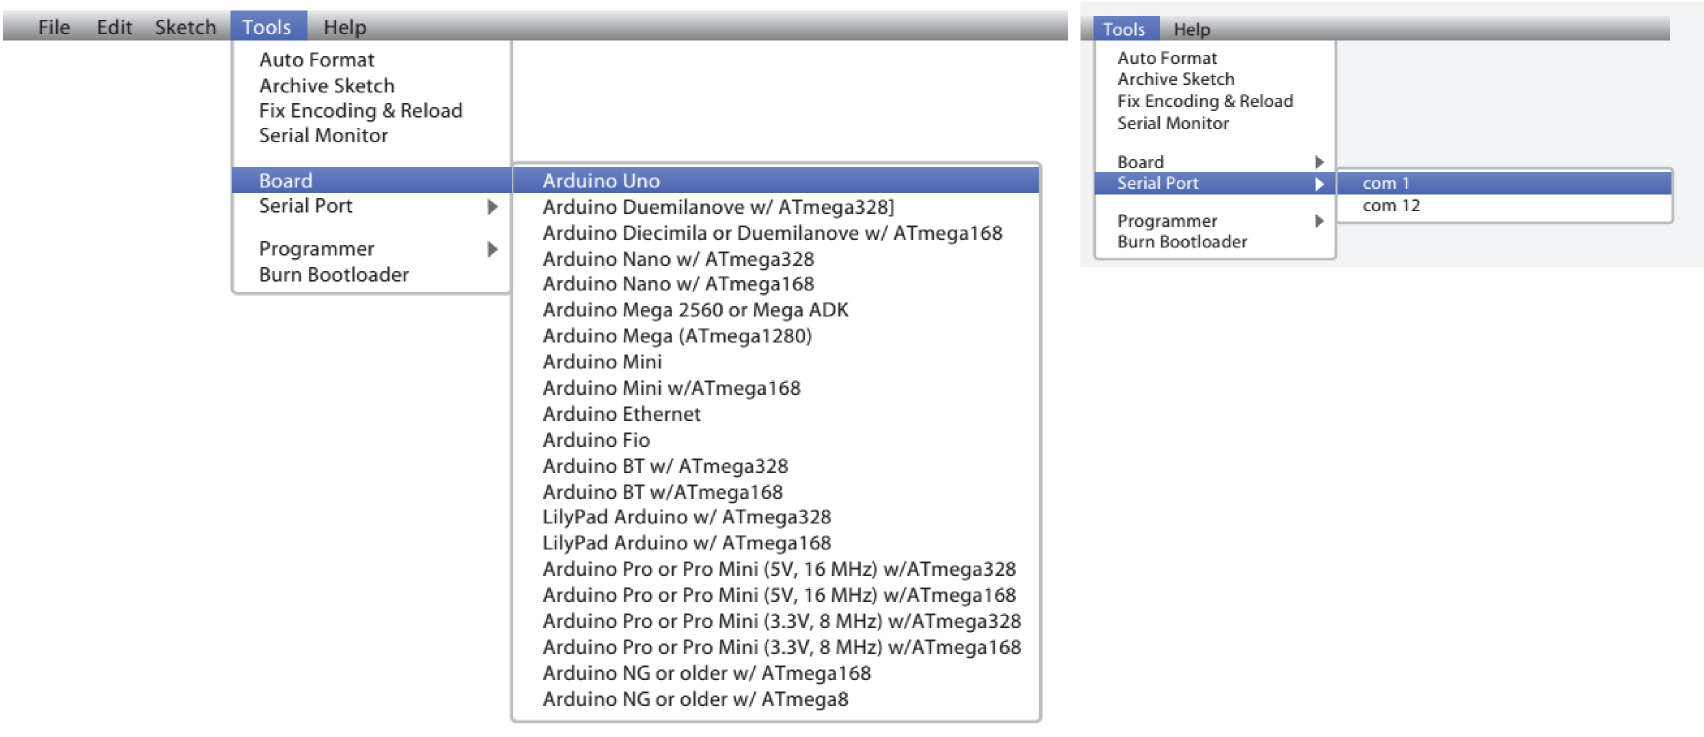 File Edit Sketch Tools Help
Auto Format
Archive Sketch
Fix Encoding & Reload
Serial Monitor
Board
Serial Port
Programmer
Burn Bootloader
Arduino Uno
Arduino Duemilanove w/ ATmega328]
Arduino Diecimila or Duemilanove w/ ATmega168
Arduino Nano w/ ATmega328
Arduino Nano w/ ATmega168
Arduino Mega 2560 or Mega ADK
Arduino Mega (ATmega1280)
Arduino Mini
Arduino Mini w/ATmega168
Arduino Ethernet
Arduino Fio
Arduino BT w/ ATmega328
Arduino BT w/ATmega168
LilyPad Arduino w/ ATmega328
LilyPad Arduino w/ ATmega168
Arduino Pro or Pro Mini (5V, 16 MHz) w/ATmega328
Arduino Pro or Pro Mini (5V, 16 MHz) w/ATmega168
Arduino Pro or Pro Mini (3.3V, 8 MHz) w/ATmega328
Arduino Pro or Pro Mini (3.3V, 8 MHz) w/ATmega168
Arduino NG or older w/ ATmega168
Arduino NG or older w/ ATmega8
Tools Help
Auto Format
Archive Sketch
Fix Encoding & Reload
Serial Monitor
Board
Serial Port
Programmer
Burn Bootloader
com 1
com 12